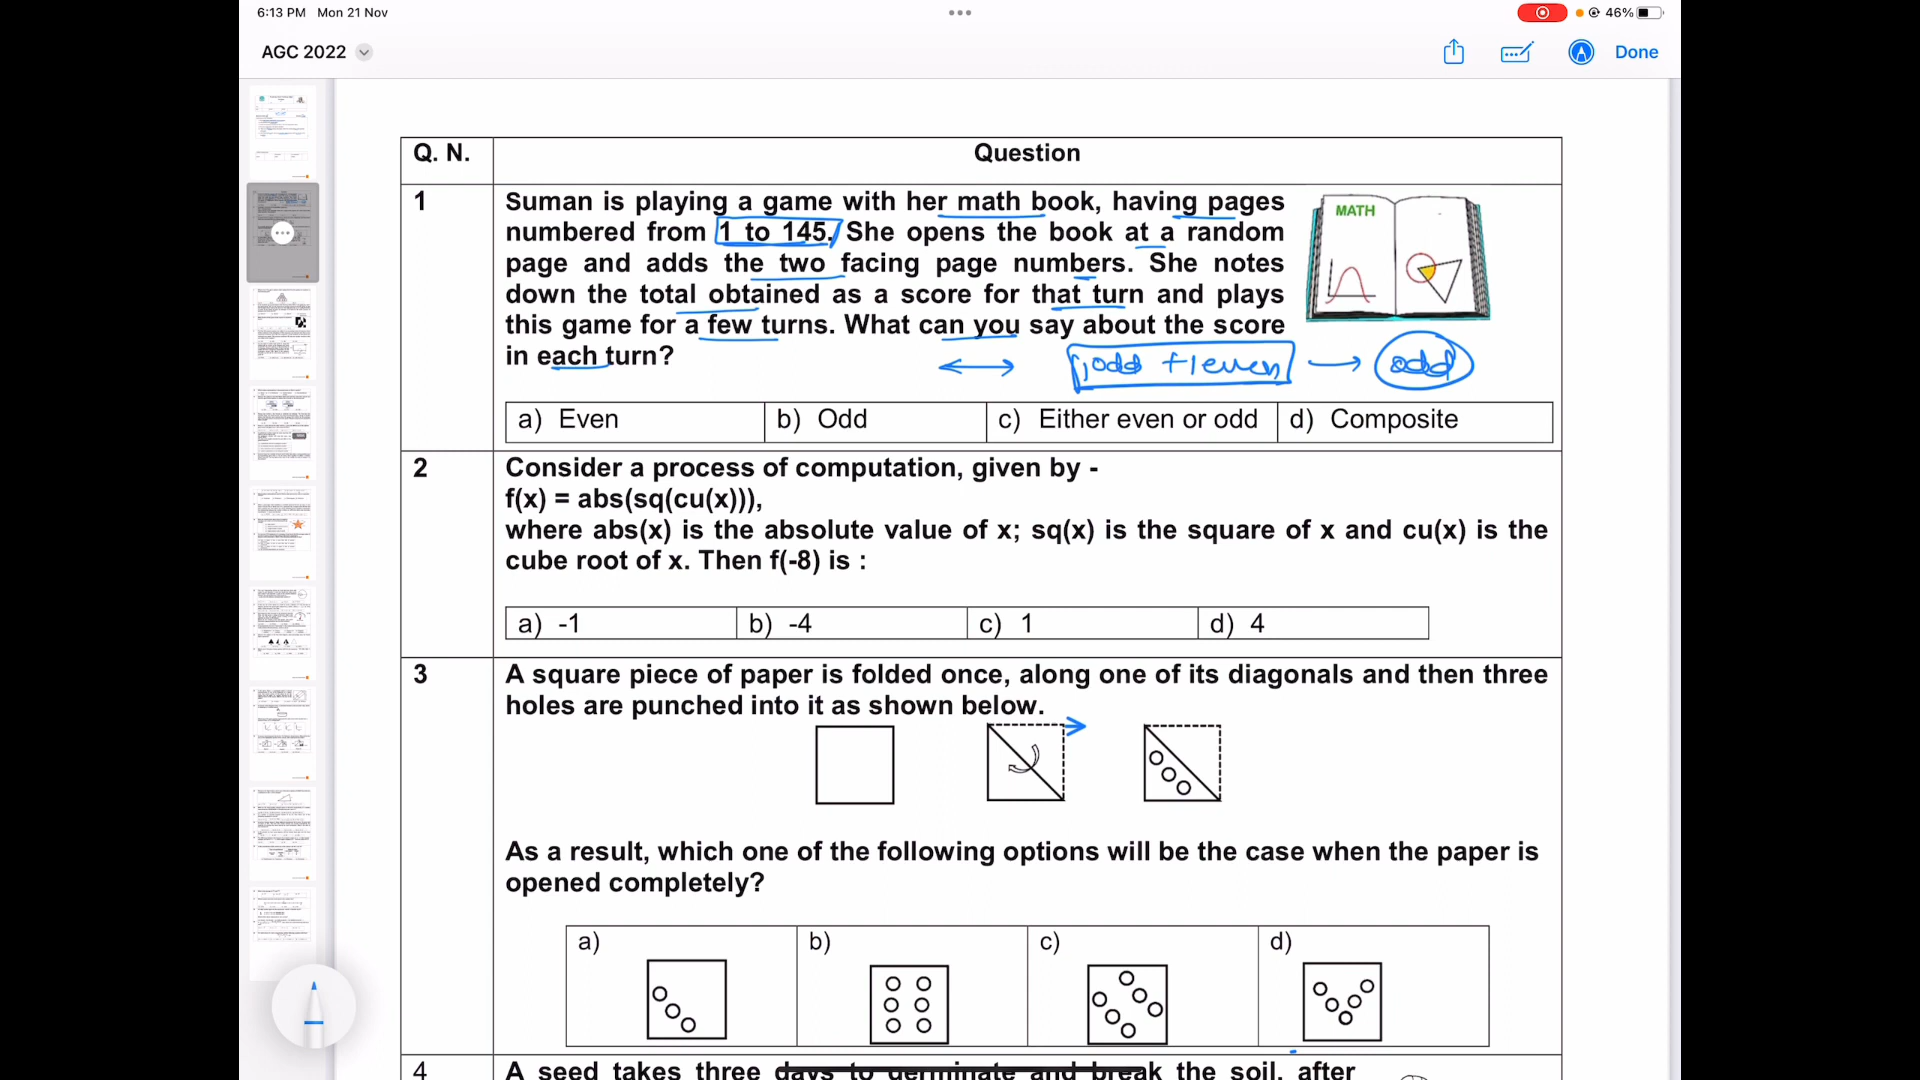 6:13 PM Mon 21 Nov
46%
AGC 2022
Done
Q. N.
Question
1
Suman is playing a game with her math book, having pages
numbered from 1 to 145. She opens the book at a random
page and adds the two facing page numbers. She notes
down the total obtained as a score for that turn and plays
this game for a few turns. What can you say about the score
in each turn?
MATH
odd + even → odd
a) Even
b) Odd
c) Either even or odd
d) Composite
2
Consider a process of computation, given by -
f(x) = abs(sq(cu(x))),
where abs(x) is the absolute value of x; sq(x) is the square of x and cu(x) is the
cube root of x. Then f(-8) is :
a) -1
b) -4
c) 1
d) 4
3
A square piece of paper is folded once, along one of its diagonals and then three
holes are punched into it as shown below.
As a result, which one of the following options will be the case when the paper is
opened completely?
a)
b)
c)
d)
4
A seed takes three days to germinate and break the soil, after